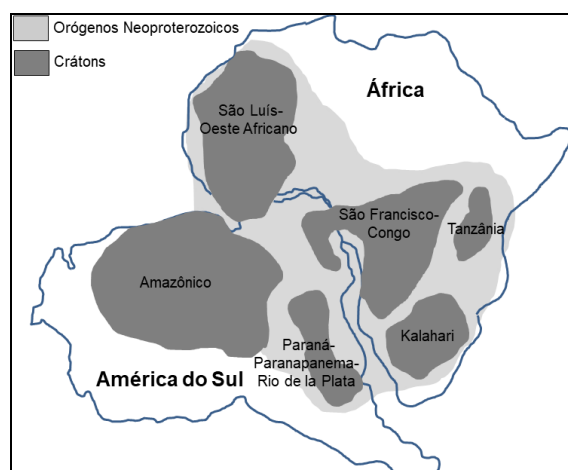 Orógenos Neoproterozoicos
Crátons
África
São Luís-
Oeste Africano
São Francisco-
Congo
Tanzânia
Amazônico
Kalahari
Paraná-
Paranapanema-
Rio de la Plata
América do Sul